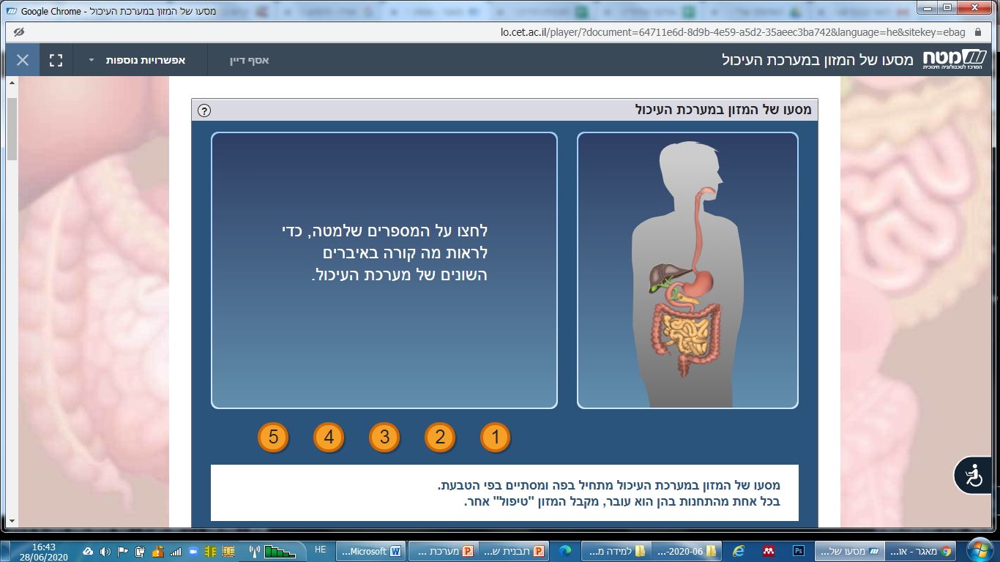 מסעו של המזון במערכת העיכול - Google Chrome
lo.cet.ac.il/player/?document=64711e6d-8d9b-4e59-a5d2-35aeec3ba742&language=he&sitekey=ebag
מטח
המרכז לטכנולוגיה חינוכית
מסעו של המזון במערכת העיכול
אסף דיין
אפשרויות נוספות
מסעו של המזון במערכת העיכול
?
לחצו על המספרים שלמטה, כדי
לראות מה קורה באיברים
השונים של מערכת העיכול.
1 2 3 4 5
מסעו של המזון במערכת העיכול מתחיל בפה ומסתיים בפי הטבעת.
בכל אחת מהתחנות בהן הוא עובר, מקבל המזון "טיפול" אחר.
מאגר - או...
מסעו של...
Ps
2020-06-...
למידה מ...
תבנית ש...
מערכת ...
Microsoft...
HE
16:43
28/06/2020